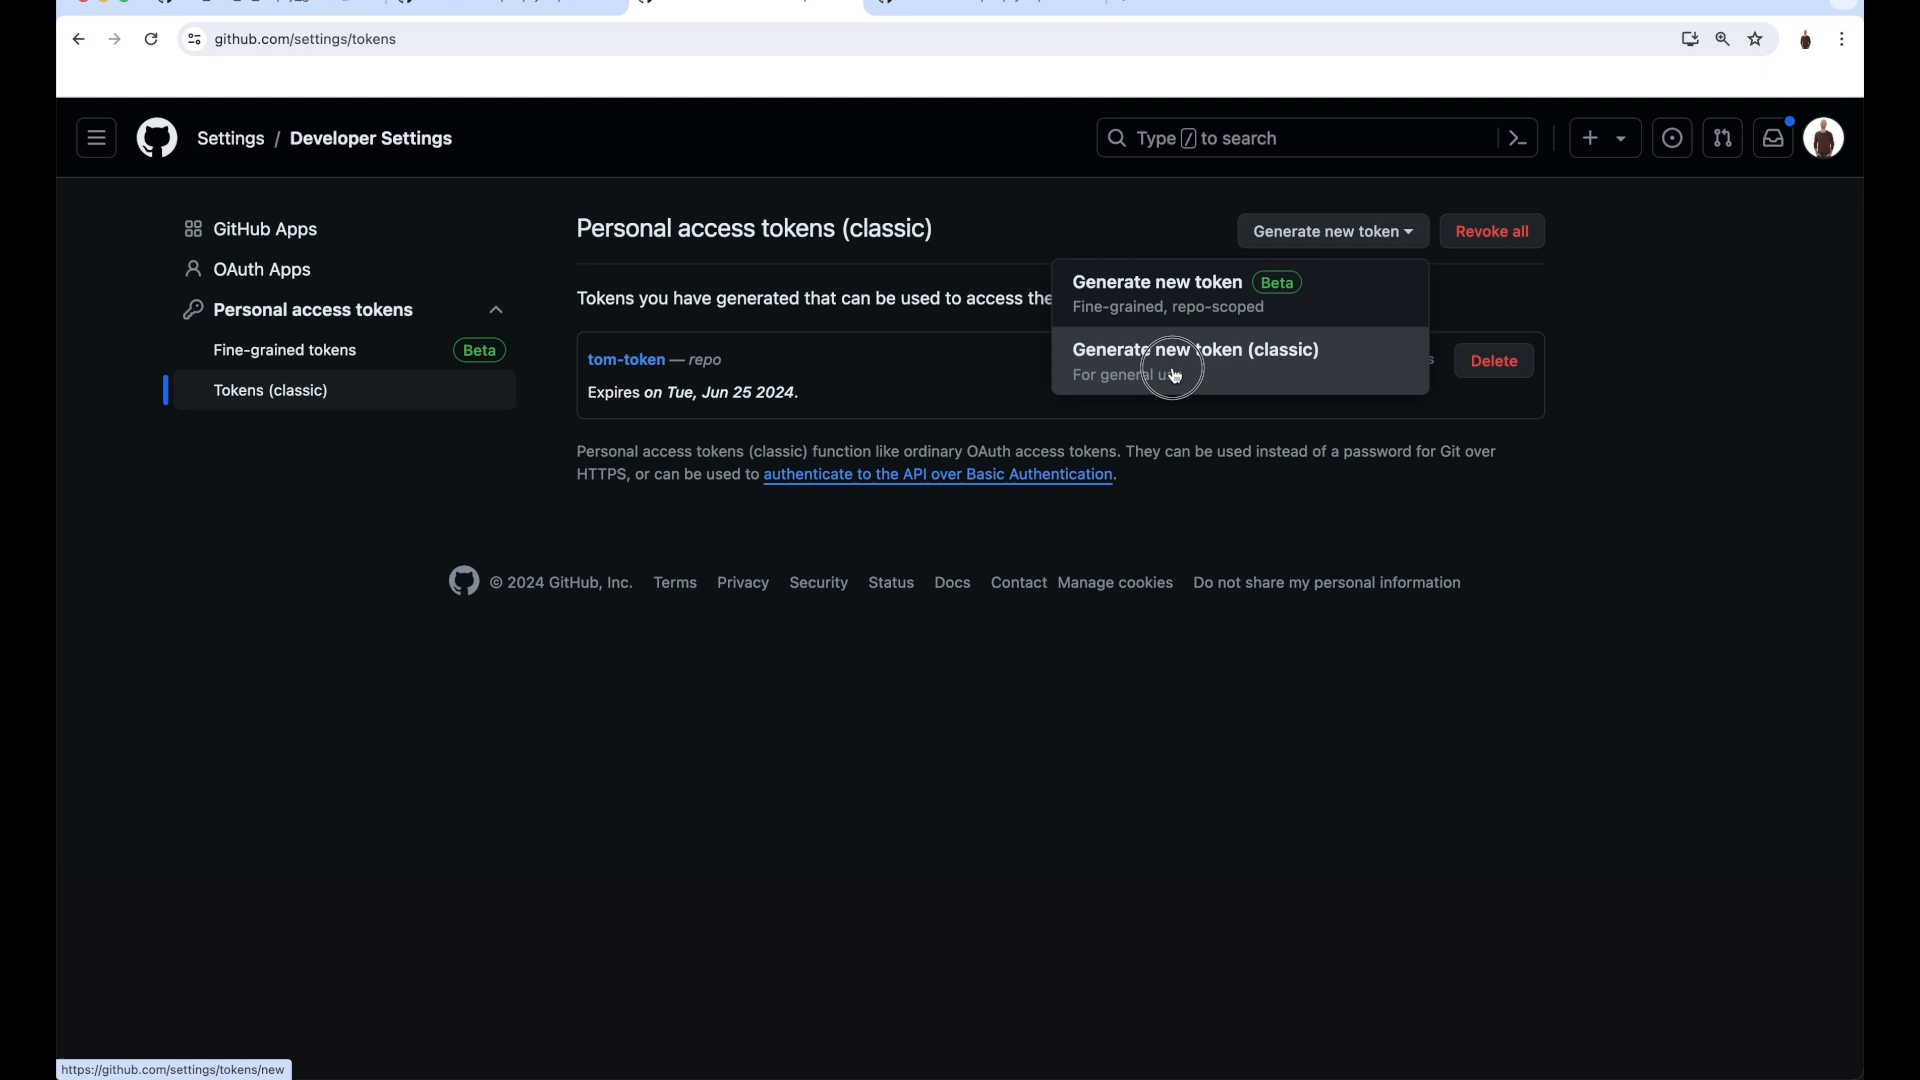 github.com/settings/tokens
Settings / Developer Settings
Type / to search
GitHub Apps
OAuth Apps
Personal access tokens
Fine-grained tokens Beta
Tokens (classic)
Personal access tokens (classic)
Generate new token
Revoke all
Generate new token Beta
Fine-grained, repo-scoped
Generate new token (classic)
For general
Tokens you have generated that can be used to access the
tom-token — repo
Delete
Expires on Tue, Jun 25 2024.
Personal access tokens (classic) function like ordinary OAuth access tokens. They can be used instead of a password for Git over
HTTPS, or can be used to authenticate to the API over Basic Authentication.
© 2024 GitHub, Inc. Terms Privacy Security Status Docs Contact Manage cookies Do not share my personal information
https://github.com/settings/tokens/new